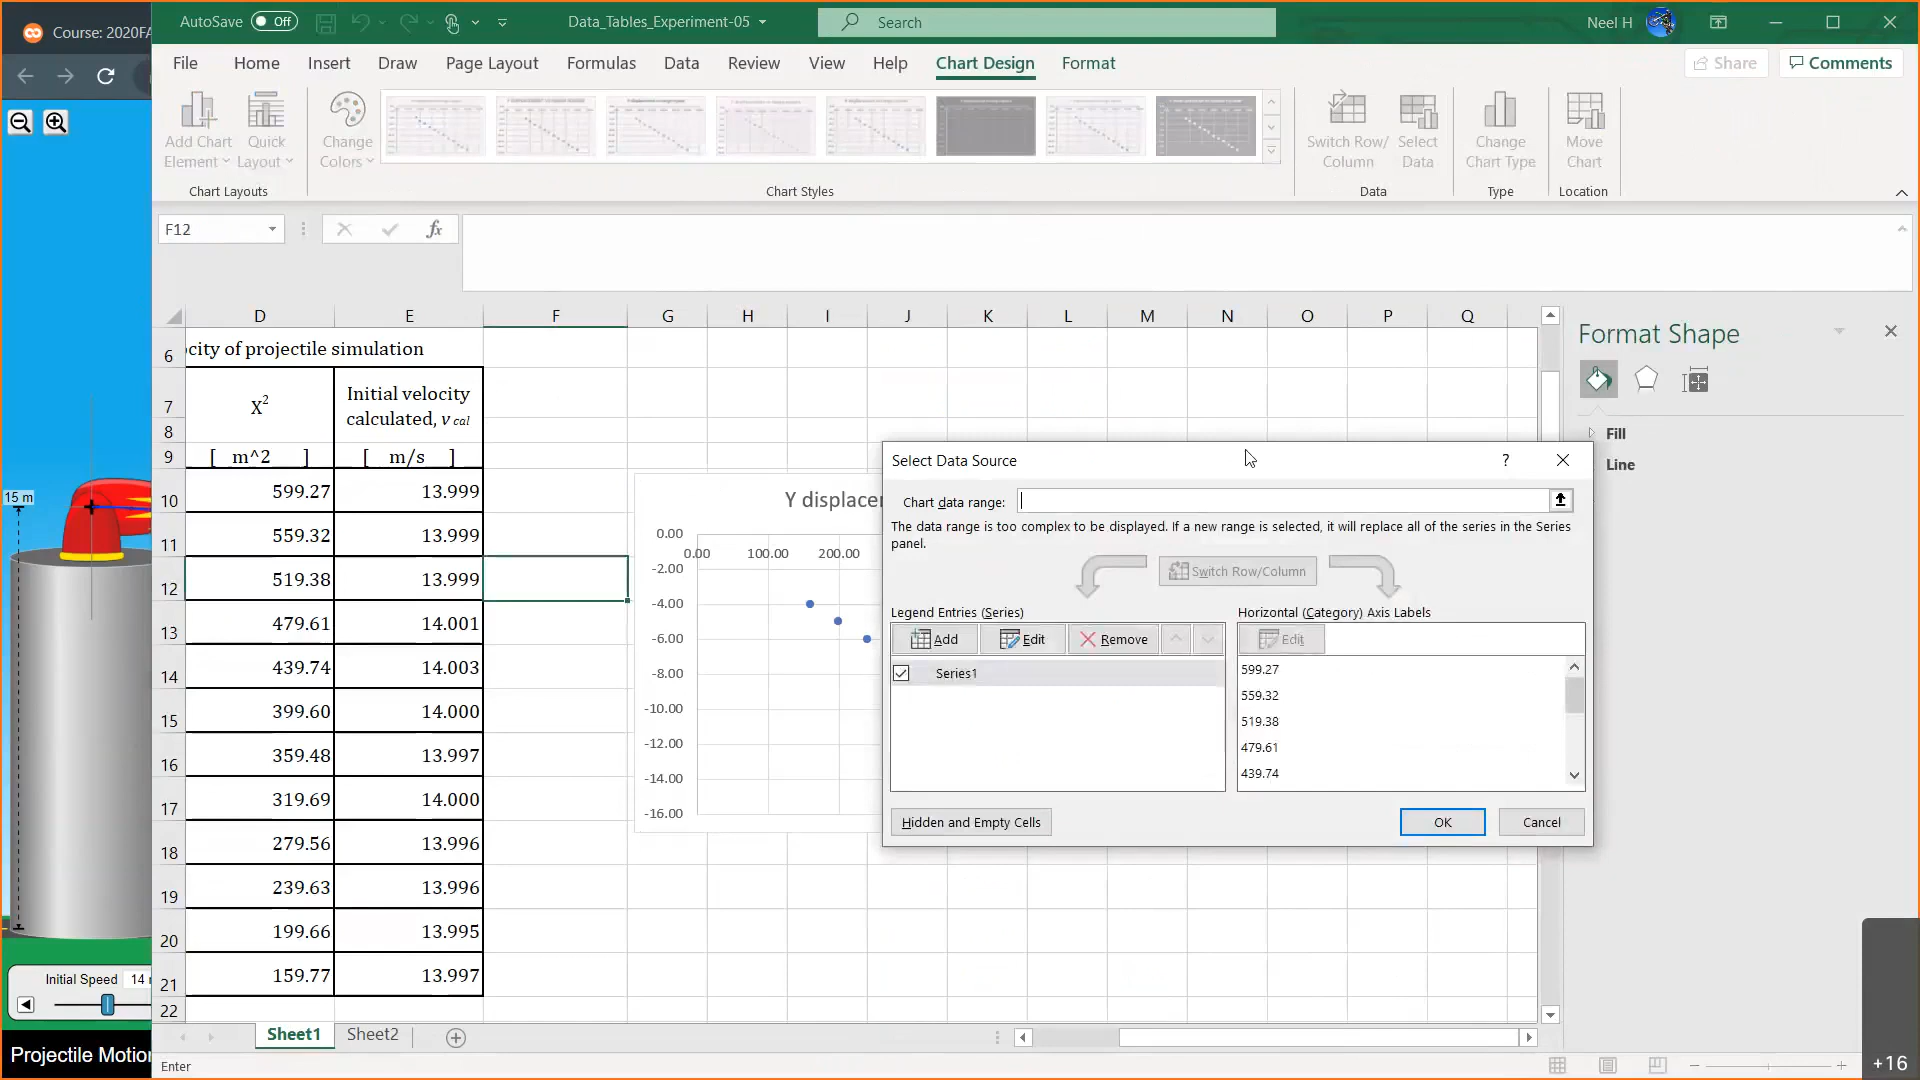 Course: 2020FA
AutoSave Off
Data_Tables_Experiment-05
Search
Neel H
File Home Insert Draw Page Layout Formulas Data Review View Help Chart Design Format
Share Comments
Add Chart Element
Quick Layout
Change Colors
Switch Row/ Column
Select Data
Change Chart Type
Move Chart
Chart Layouts
Chart Styles
Data
Type
Location
F12
fx
D E F G H I J K L M N O P Q
6 ocity of projectile simulation
7 X2 Initial velocity
8 calculated, v cal
9 [ m^2 ] [ m/s ]
10 599.27 13.999
11 559.32 13.999
12 519.38 13.999
13 479.61 14.001
14 439.74 14.003
15 399.60 14.000
16 359.48 13.997
17 319.69 14.000
18 279.56 13.996
19 239.63 13.996
20 199.66 13.995
21 159.77 13.997
22
Y displacem
0.00
0.00 100.00 200.00
-2.00
-4.00
-6.00
-8.00
-10.00
-12.00
-14.00
-16.00
Select Data Source
?
Chart data range:
The data range is too complex to be displayed. If a new range is selected, it will replace all of the series in the Series
panel.
Switch Row/Column
Legend Entries (Series)
Add Edit Remove
Series1
Horizontal (Category) Axis Labels
Edit
599.27
559.32
519.38
479.61
439.74
Hidden and Empty Cells
OK Cancel
Format Shape
Fill
Line
15 m
Initial Speed 14
Projectile Motion
Sheet1 Sheet2
Enter
+16